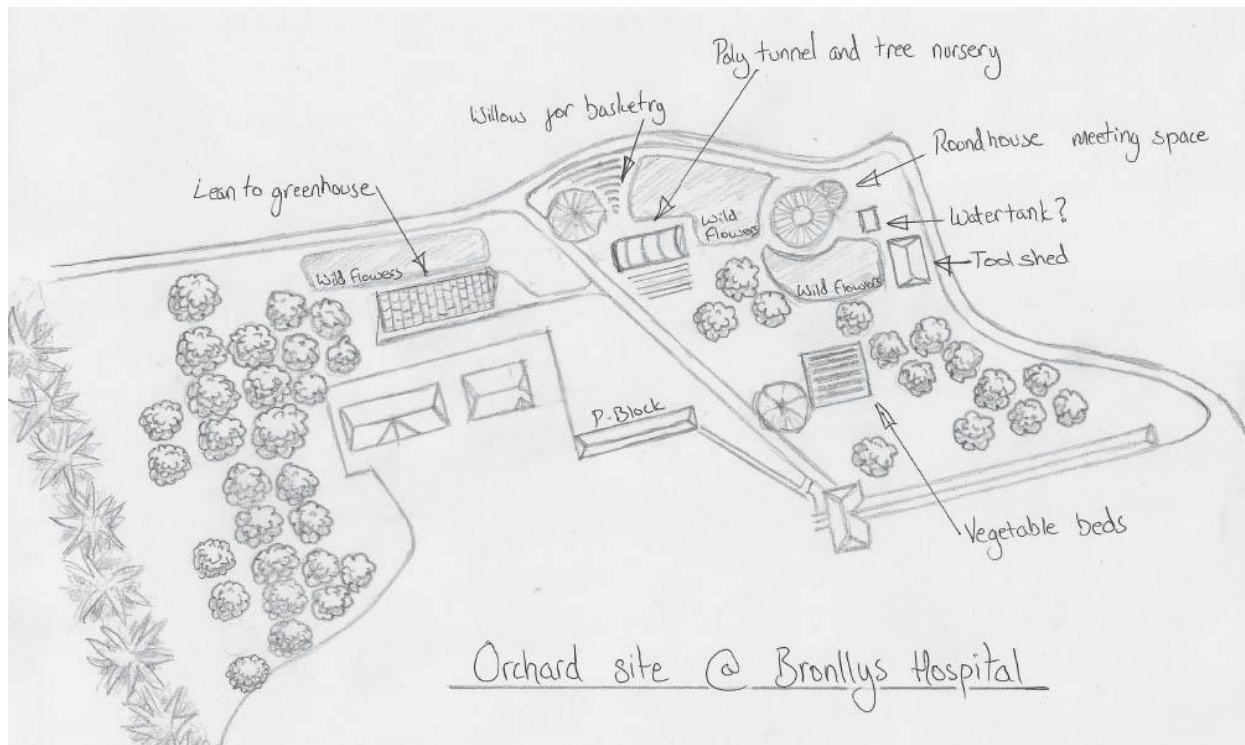 Poly tunnel and tree nursery
Willows for basketry
Roundhouse meeting space
Lean to greenhouse
Watertank?
Wild
flowers
Tool shed
Wild flowers
Wild flowers
P-Block
Vegetable beds
Orchard site @ Bronllys Hospital